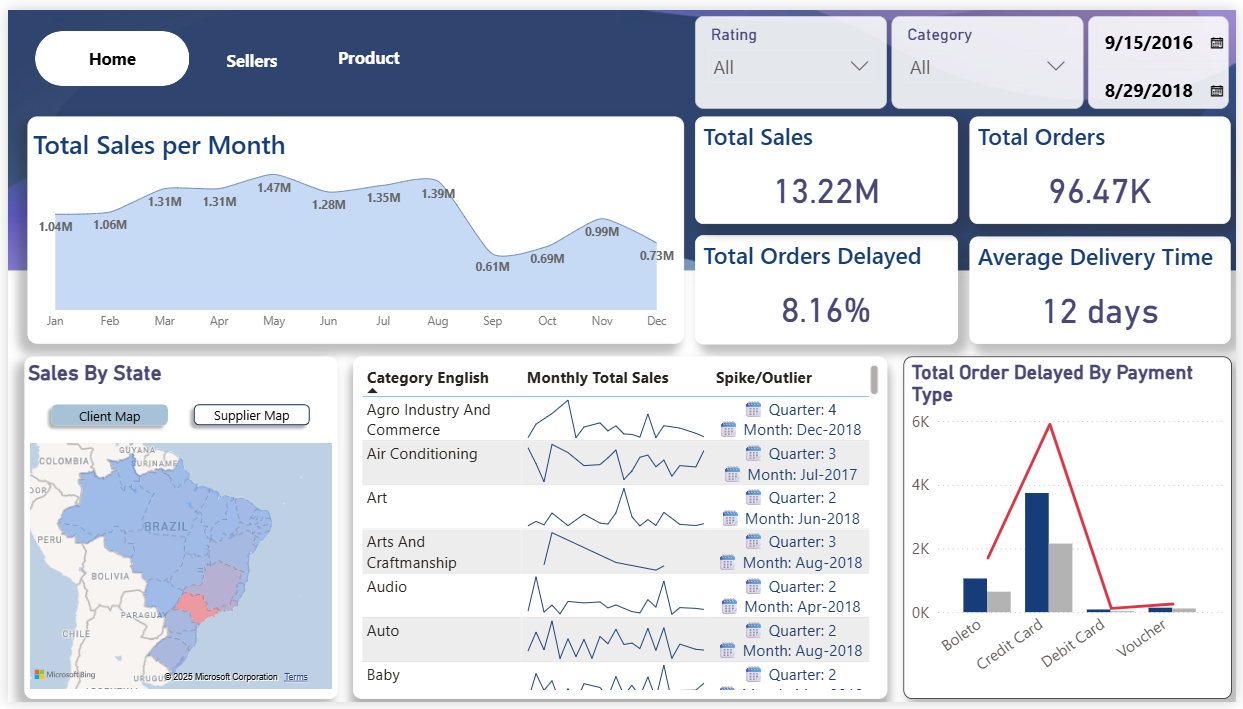 Home
Sellers
Product
Rating
All
Category
All
9/15/2016
8/29/2018
Total Sales per Month
1.04M
1.06M
1.31M
1.31M
1.47M
1.28M
1.35M
1.39M
0.61M
0.69M
0.99M
0.73M
Jan Feb Mar Apr May Jun Jul Aug Sep Oct Nov Dec
Total Sales
13.22M
Total Orders
96.47K
Total Orders Delayed
8.16%
Average Delivery Time
12 days
Sales By State
Client Map
Supplier Map
GUYANA
SURINAME
COLOMBIA
DOR
BRAZIL
PERU
BOLIVIA
PARAGUAY
CHILE
URUGU
Microsoft Bing
© 2025 Microsoft Corporation Terms
Category English Monthly Total Sales Spike/Outlier
Agro Industry And
Commerce
Quarter: 4
Month: Dec-2018
Air Conditioning
Quarter: 3
Month: Jul-2017
Art
Quarter: 2
Month: Jun-2018
Arts And
Craftmanship
Quarter: 3
Month: Aug-2018
Audio
Quarter: 2
Month: Apr-2018
Auto
Quarter: 2
Month: Aug-2018
Baby
Quarter: 2
Total Order Delayed By Payment
Type
6K
4K
2K
0K
Boleto
Credit Card
Debit Card
Voucher